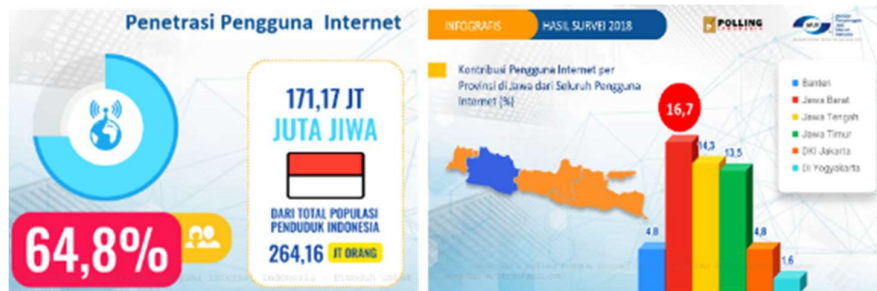 Penetrasi Pengguna Internet
35,2%
171,17 JT
JUTA JIWA
DARI TOTAL POPULASI
PENDUDUK INDONESIA
264,16 JT ORANG
64,8%
INFOGRAFIS
HASIL SURVEI 2018
POLLING
INDONESIA
Kontribusi Pengguna Internet per
Provinsi di Jawa dari Seluruh Pengguna
Internet (%)
16,7
14,3
13,5
4,8
4,8
1,6
Banten
Jawa Barat
Jawa Tengah
Jawa Timur
DKI Jakarta
DI Yogyakarta